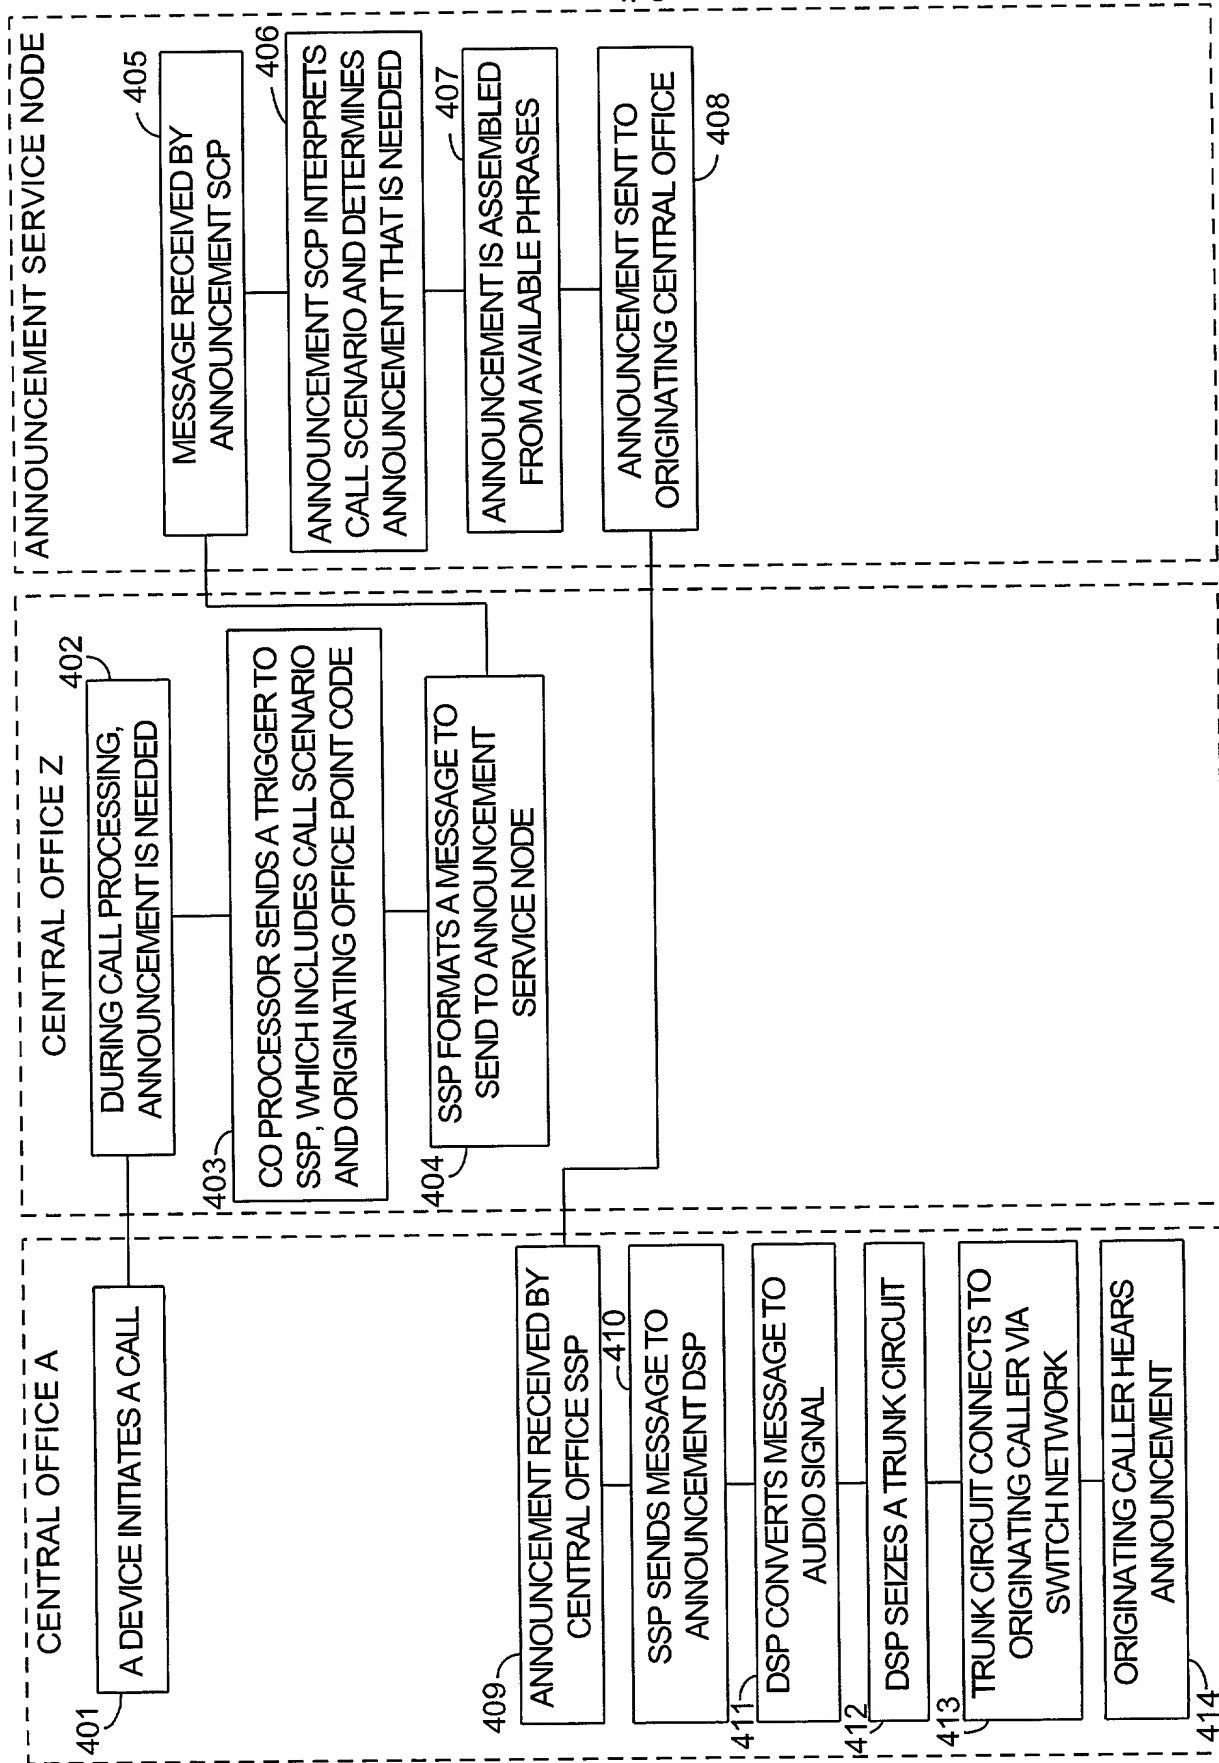 CENTRAL OFFICE A
401
A DEVICE INITIATES A CALL
409
ANNOUNCEMENT RECEIVED BY
CENTRAL OFFICE SSP
410
SSP SENDS MESSAGE TO
ANNOUNCEMENT DSP
411
DSP CONVERTS MESSAGE TO
AUDIO SIGNAL
412
DSP SEIZES A TRUNK CIRCUIT
413
TRUNK CIRCUIT CONNECTS TO
ORIGINATING CALLER VIA
SWITCH NETWORK
414
ORIGINATING CALLER HEARS
ANNOUNCEMENT
CENTRAL OFFICE Z
402
DURING CALL PROCESSING,
ANNOUNCEMENT IS NEEDED
403
CO PROCESSOR SENDS A TRIGGER TO
SSP, WHICH INCLUDES CALL SCENARIO
AND ORIGINATING OFFICE POINT CODE
404
SSP FORMATS A MESSAGE TO
SEND TO ANNOUNCEMENT
SERVICE NODE
ANNOUNCEMENT SERVICE NODE
405
MESSAGE RECEIVED BY
ANNOUNCEMENT SCP
406
ANNOUNCEMENT SCP INTERPRETS
CALL SCENARIO AND DETERMINES
ANNOUNCEMENT THAT IS NEEDED
407
ANNOUNCEMENT IS ASSEMBLED
FROM AVAILABLE PHRASES
408
ANNOUNCEMENT SENT TO
ORIGINATING CENTRAL OFFICE